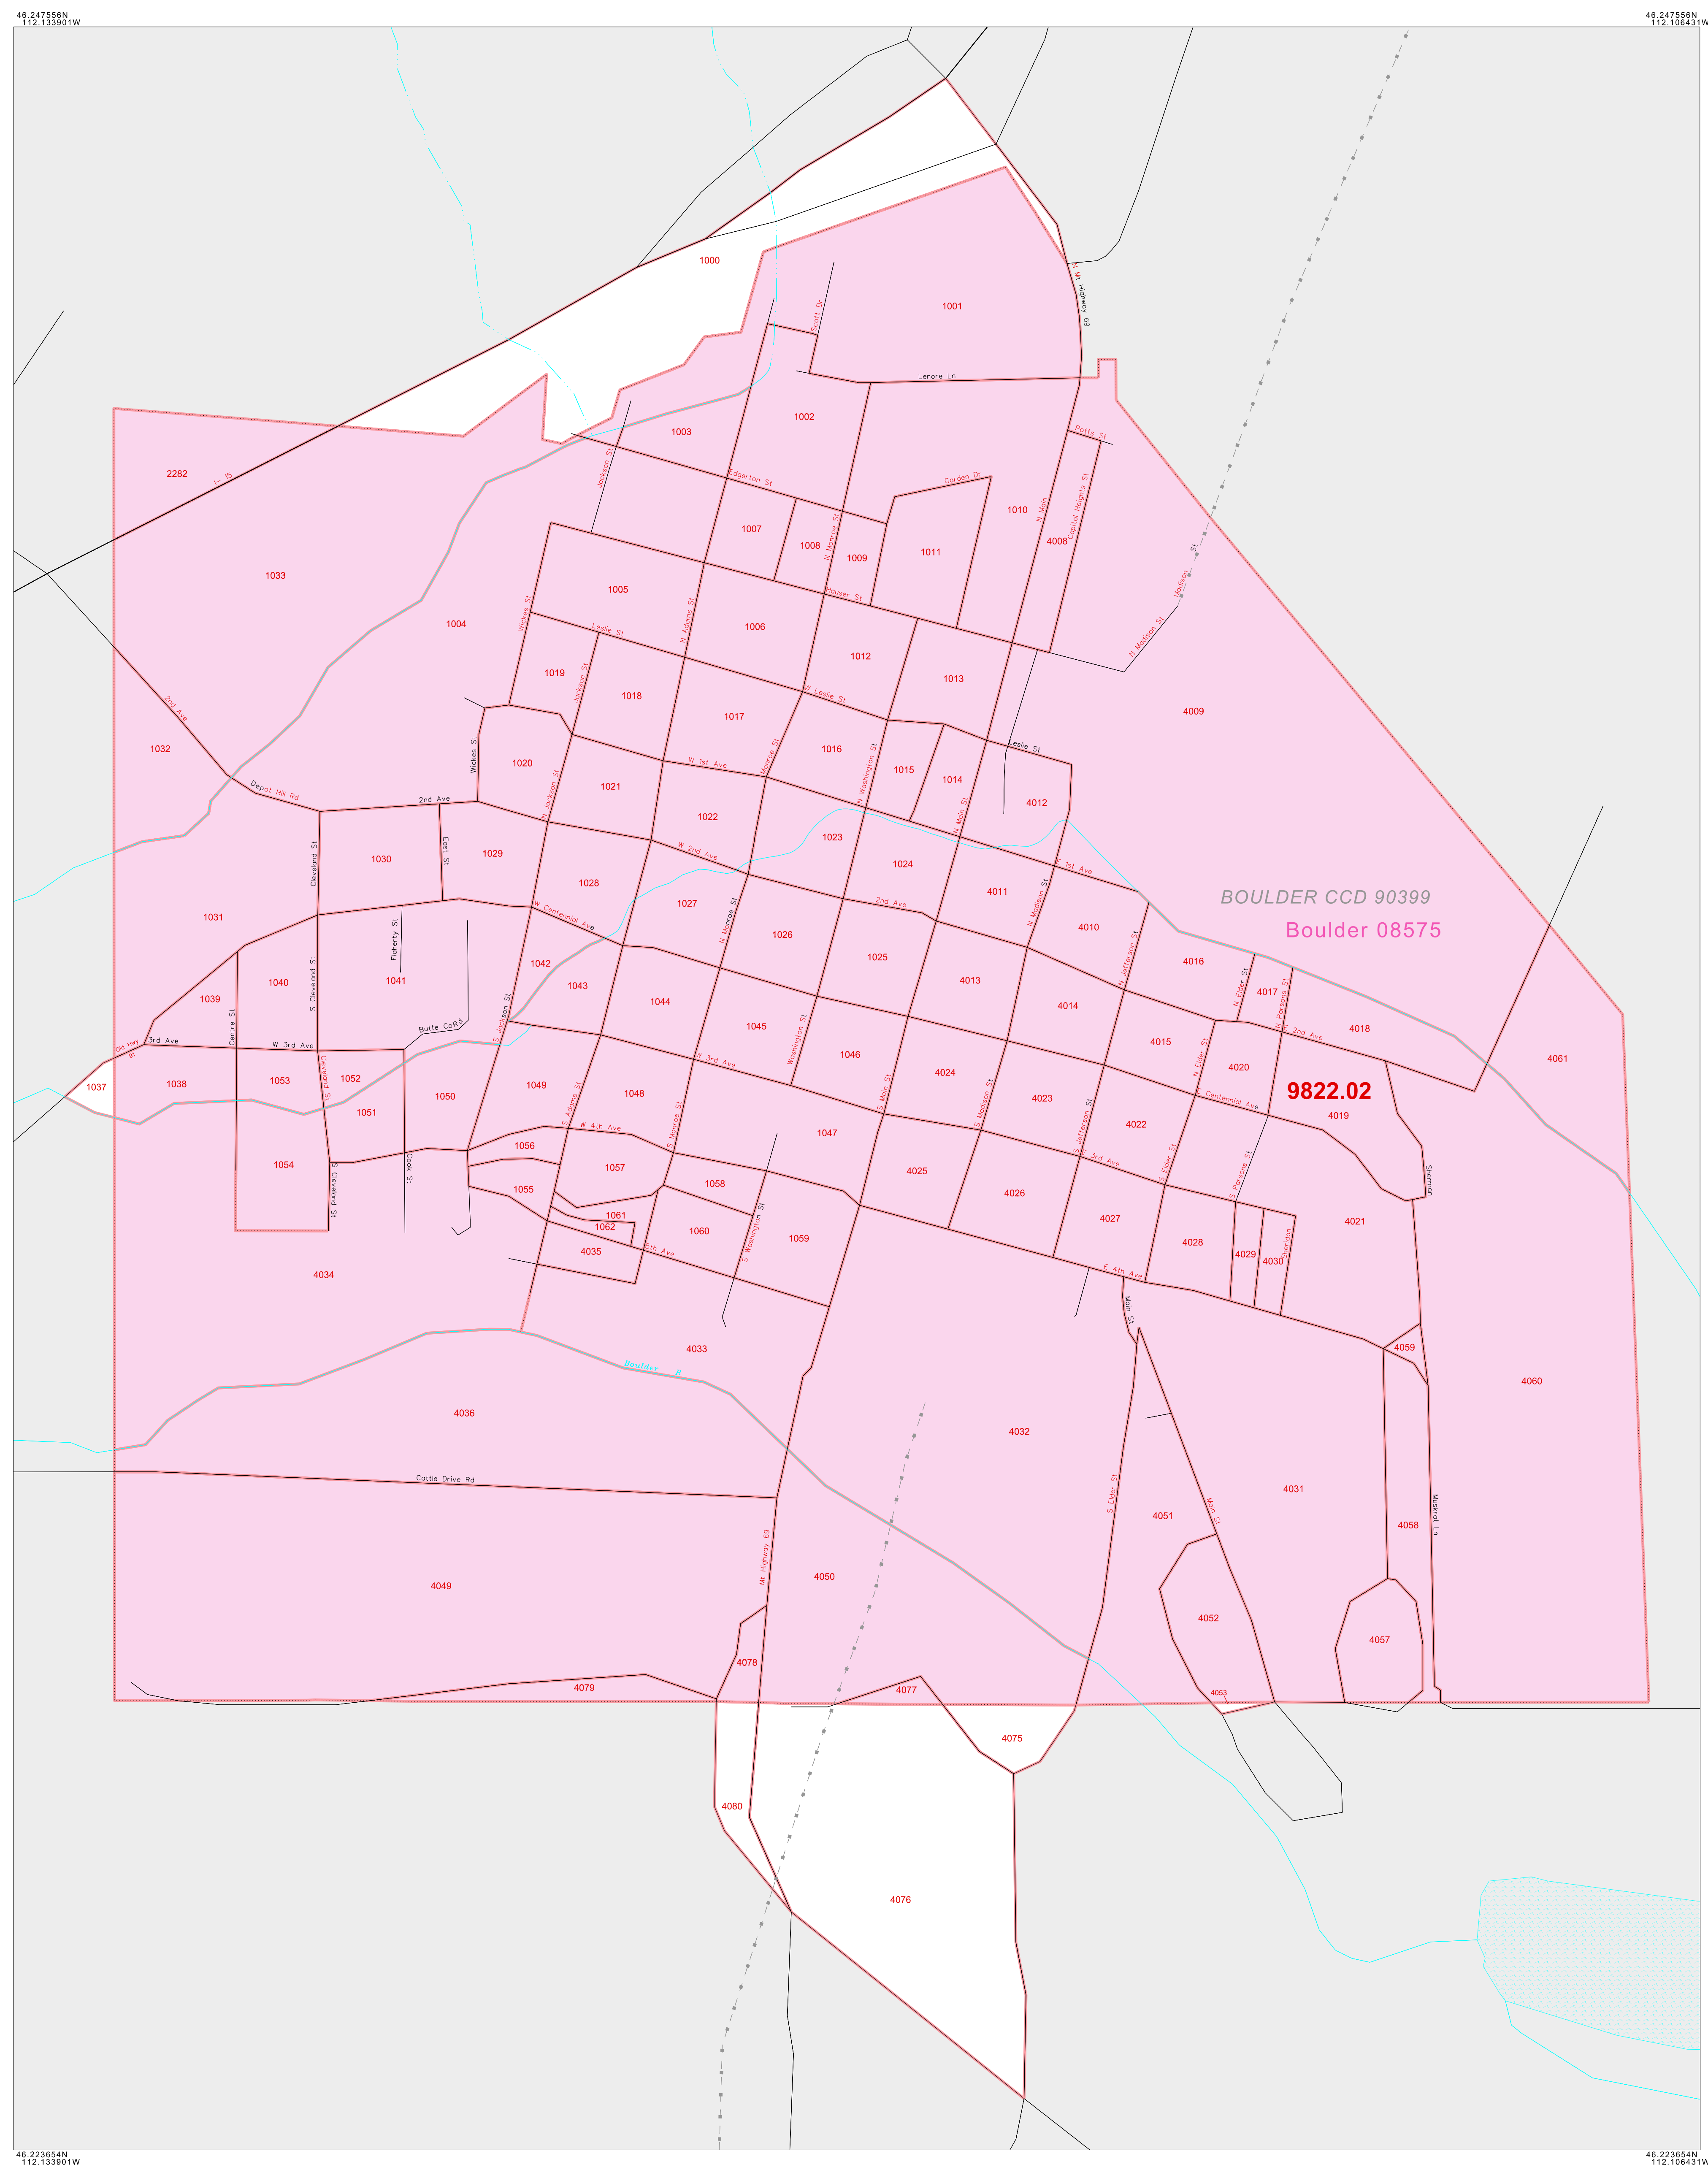 46.247556N
112.133901W
46.247556N
112.106431W
1000
N Mt Highway 69
Scott Dr
1001
Lenore Ln
1002
1003
Potts St
2282
I- 15
Jackson St
Edgerton St
Garden Dr
N Main
Capital Heights St
1010
1007
1008
N Monroe St
1009
1011
4008
St
Madison
1033
1005
Hauser St
1004
Wickes St
Leslie St
N Adams St
1006
N Madison St
1012
1019
Jackson St
1018
1013
W Leslie St
2nd Ave
1017
4009
1032
Wickes St
1020
W 1st Ave
Monroe St
1016
Leslie St
N Washington St
1015
1014
Depot Hill Rd
2nd Ave
N Jackson St
1021
4012
1022
N Main St
Cleveland St
1030
East St
1029
W 2nd Ave
1023
1024
E 1st Ave
1028
4011
BOULDER CCD 90399
1027
2nd Ave
N Madison St
1031
Flaherty St
W Centennial Ave
N Monroe St
4010
Boulder 08575
1026
1025
N Jefferson St
4016
1042
1043
1040
1041
S Cleveland St
4013
N Elder St
4017
N Parsons St
1039
1044
4014
Centre St
Butte CoRd
S Jackson St
1045
4018
E 2nd Ave
Old Hwy 91
3rd Ave
W 3rd Ave
Washington St
1046
4015
4061
W 3rd Ave
N Elder St
4020
1037
1038
1053
Cleveland St
1052
1049
4024
9822.02
1051
1050
1048
S Main St
S Madison St
4023
E Centennial Ave
4019
S Adams St
W 4th Ave
S Monroe St
1047
S Jefferson St
4022
1056
1054
Cook St
1057
4025
E 3rd Ave
S Elder St
S Parsons St
Sherman
1055
1058
4026
S Cleveland St
1061
1062
S Washington St
4027
4021
1060
1059
4028
4029
4030
Sheridan
4035
5th Ave
4034
E 4th Ave
Main St
4033
4059
Boulder R
4060
4036
4032
Cattle Drive Rd
4031
S Elder St
4051
Main St
4058
Muskrat Ln
4049
Mt Highway 69
4050
4052
4057
4078
4079
4077
4053
4075
4080
4076
46.223654N
112.133901W
46.223654N
112.106431W